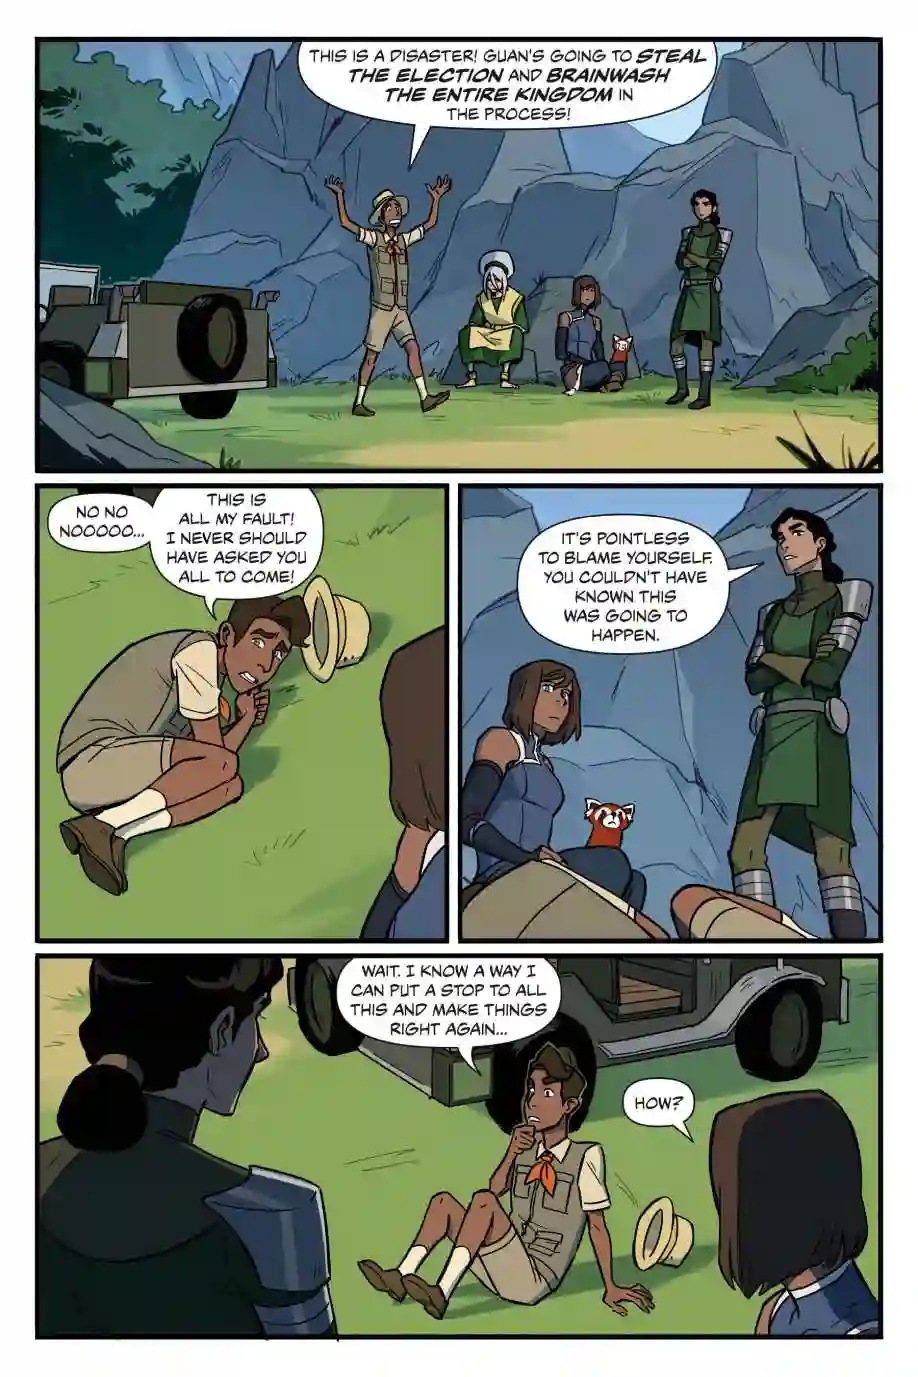 THIS IS A DISASTER! GUAN'S GOING TO STEAL
THE ELECTION AND BRAINWASH
THE ENTIRE KINGDOM IN
THE PROCESS!
NO NO
NOOOOO...
THIS IS
ALL MY FAULT!
I NEVER SHOULD
HAVE ASKED YOU
ALL TO COME!
IT'S POINTLESS
TO BLAME YOURSELF.
YOU COULDN'T HAVE
KNOWN THIS
WAS GOING TO
HAPPEN.
WAIT. I KNOW A WAY I
CAN PUT A STOP TO ALL
THIS AND MAKE THINGS
RIGHT AGAIN...
HOW?